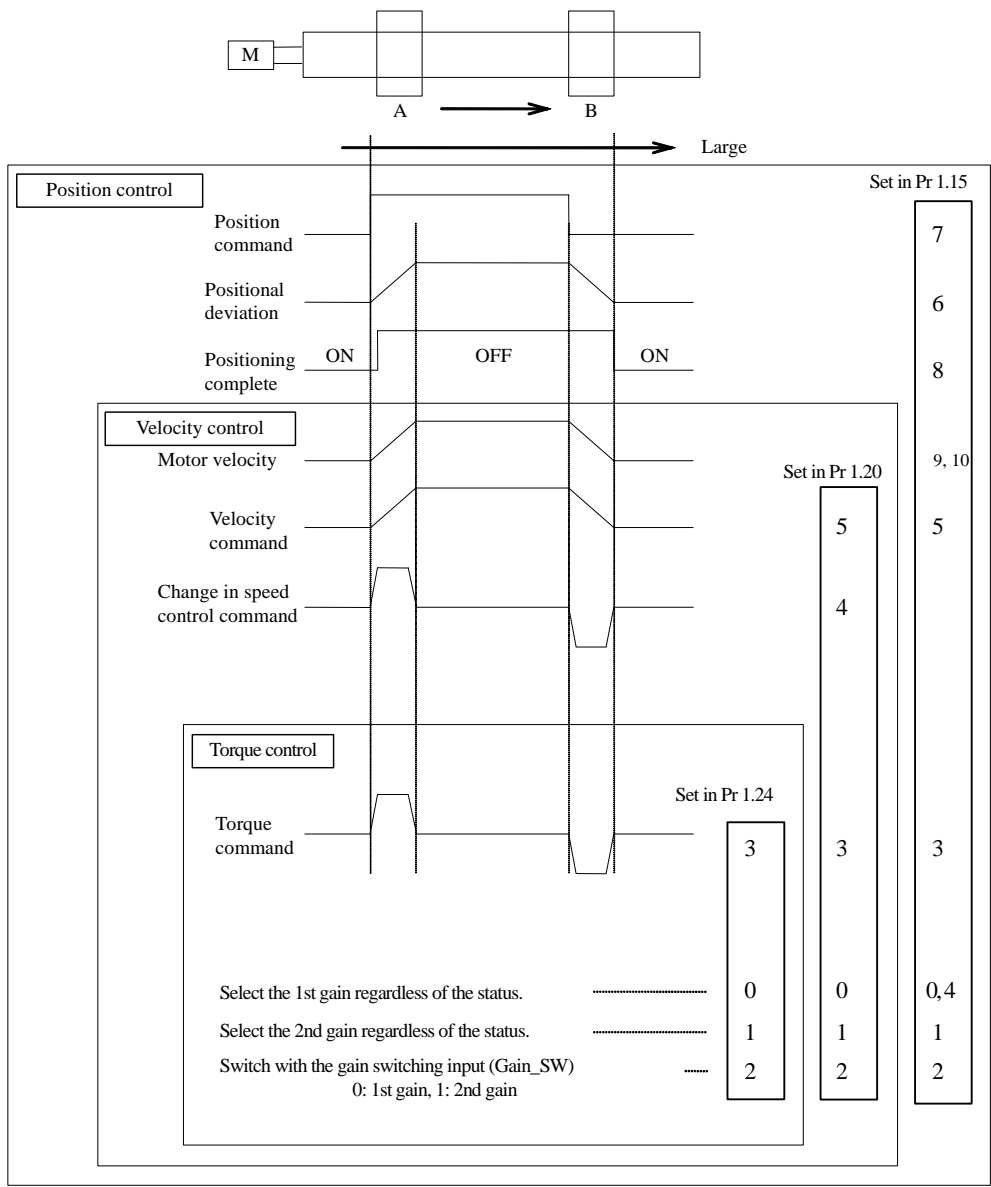 M
A B
Large
Position control
Set in Pr 1.15
Position
command
7
Positional
deviation
6
Positioning
complete
ON OFF ON
8
Velocity control
Motor velocity
9, 10
Set in Pr 1.20
Velocity
command
5 5
Change in speed
control command
4
Torque control
Set in Pr 1.24
Torque
command
3 3 3
Select the 1st gain regardless of the status.
0 0 0, 4
Select the 2nd gain regardless of the status.
1 1 1
Switch with the gain switching input (Gain_SW)
0: 1st gain, 1: 2nd gain
2 2 2